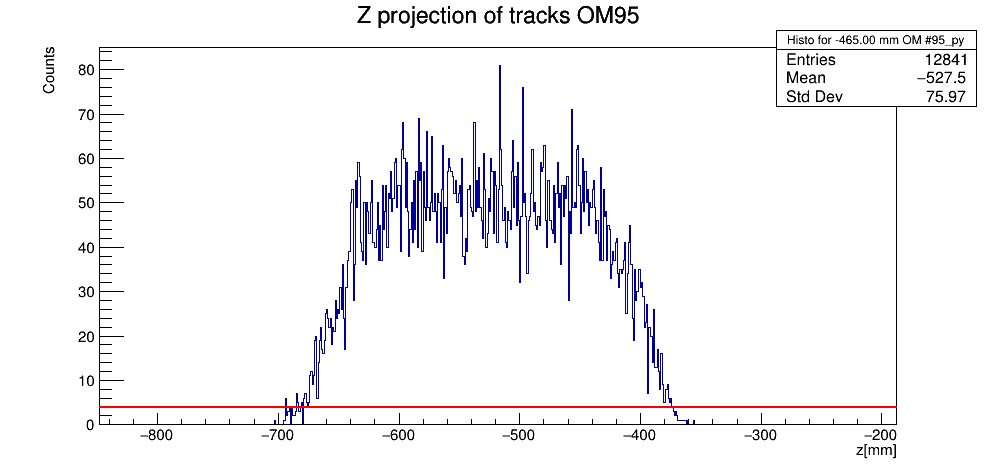 Z projection of tracks OM95
Histo for -465.00 mm OM #95_py
Entries 12841
Mean −527.5
Std Dev 75.97
Counts
80
70
60
50
40
30
20
10
0
−800 −700 −600 −500 −400 −300 −200
z[mm]